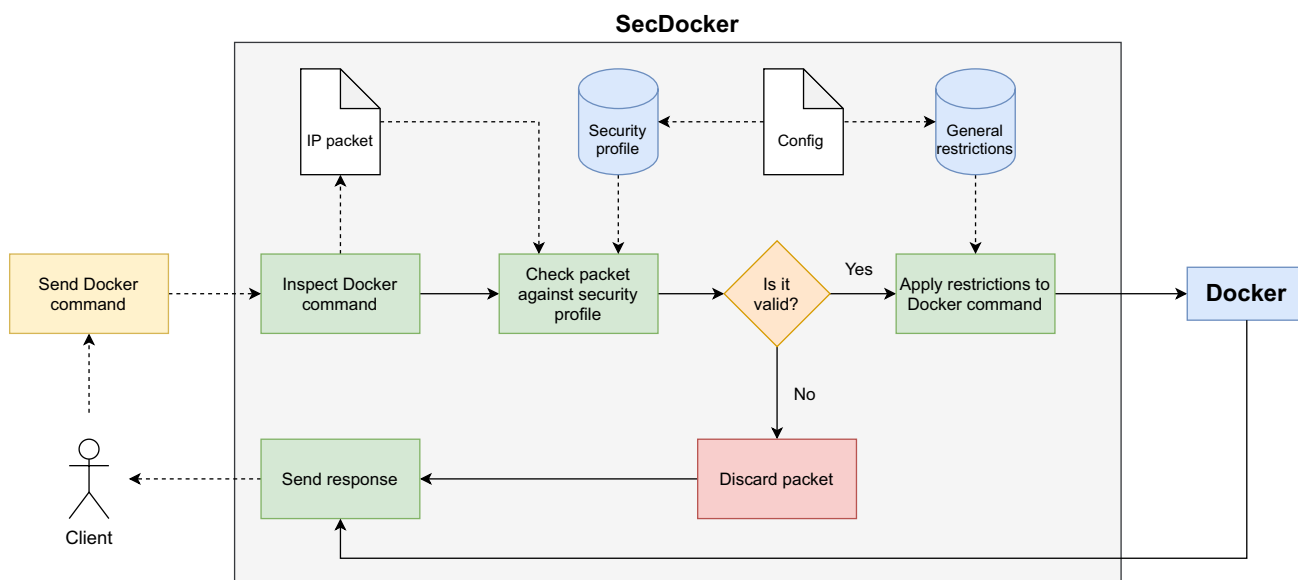 SecDocker
IP packet
Security
profile
Config
General
restrictions
Send Docker
command
Inspect Docker
command
Check packet
against security
profile
Is it
valid?
Yes
Apply restrictions to
Docker command
Docker
No
Send response
Discard packet
Client